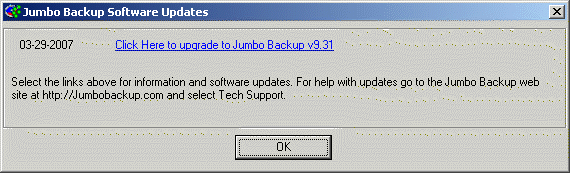 Jumbo Backup Software Updates
03-29-2007 Click Here to upgrade to Jumbo Backup v9.31
Select the links above for information and software updates. For help with updates go to the Jumbo Backup web
site at http://Jumbobackup.com and select Tech Support.
OK